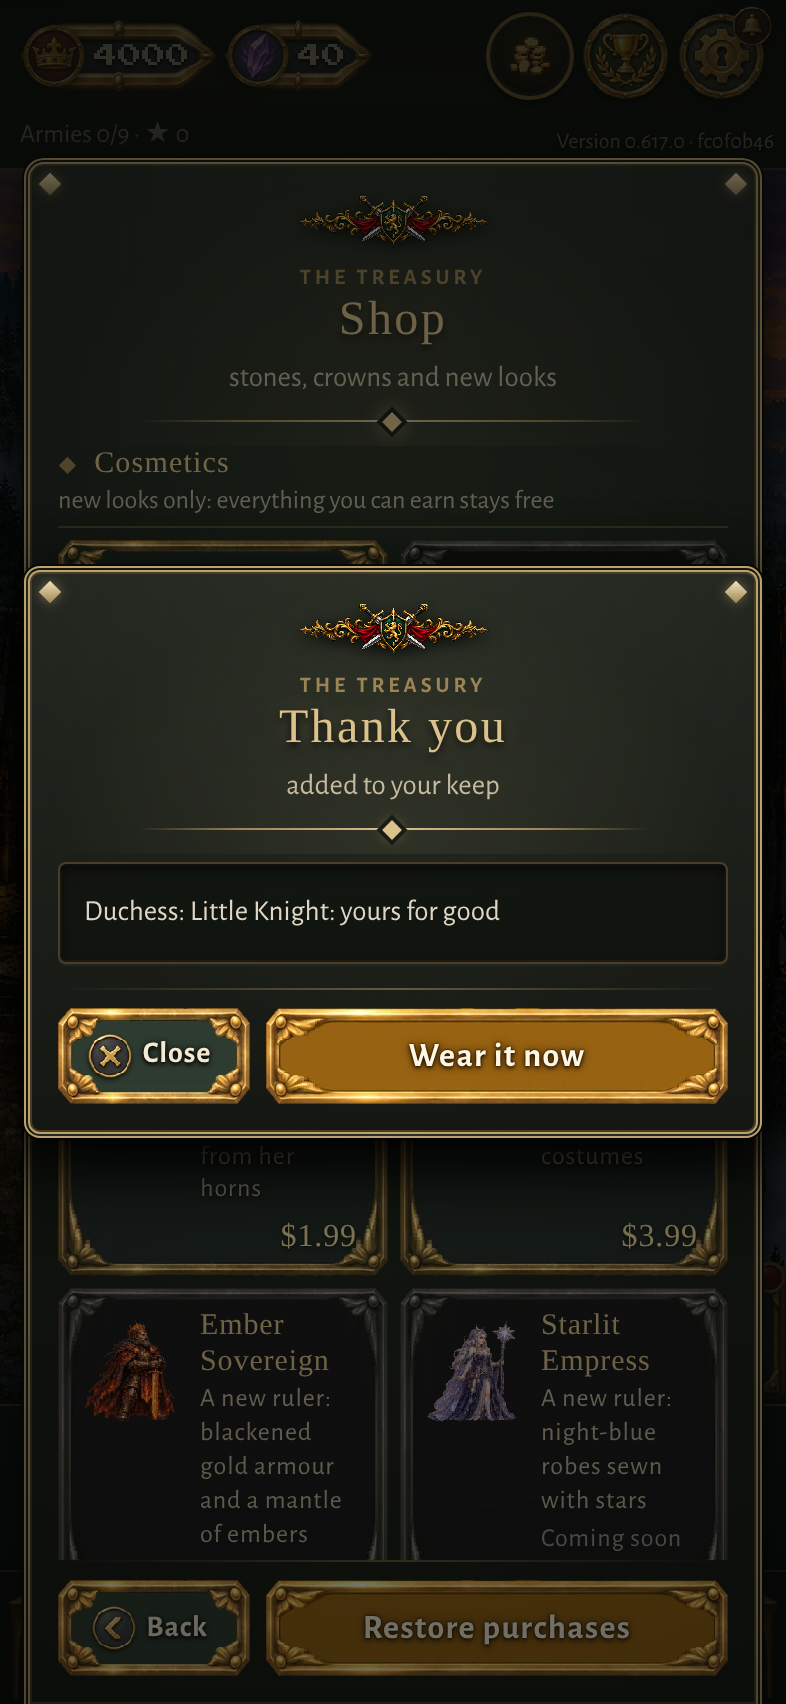 4000
40
Armies 0/9 · ★ 0
Version 0.617.0 · fc0f0b46
THE TREASURY
Shop
stones, crowns and new looks
Cosmetics
new looks only: everything you can earn stays free
THE TREASURY
Thank you
added to your keep
Duchess: Little Knight: yours for good
Close
Wear it now
from her
horns
$1.99
costumes
$3.99
Ember
Sovereign
A new ruler:
blackened
gold armour
and a mantle
of embers
Starlit
Empress
A new ruler:
night-blue
robes sewn
with stars
Coming soon
Back
Restore purchases